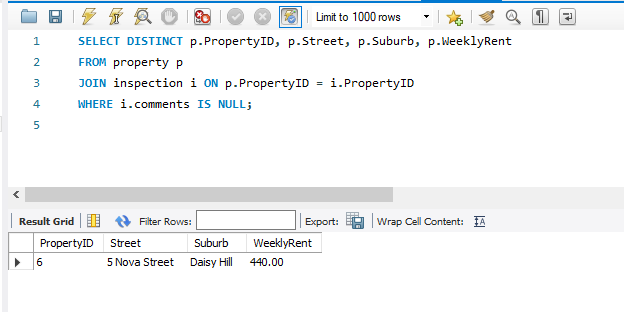 Limit to 1000 rows
1 SELECT DISTINCT p.PropertyID, p.Street, p.Suburb, p.WeeklyRent
2 FROM property p
3 JOIN inspection i ON p.PropertyID = i.PropertyID
4 WHERE i.comments IS NULL;
5
Result Grid Filter Rows: Export: Wrap Cell Content:
PropertyID Street Suburb WeeklyRent
6 5 Nova Street Daisy Hill 440.00